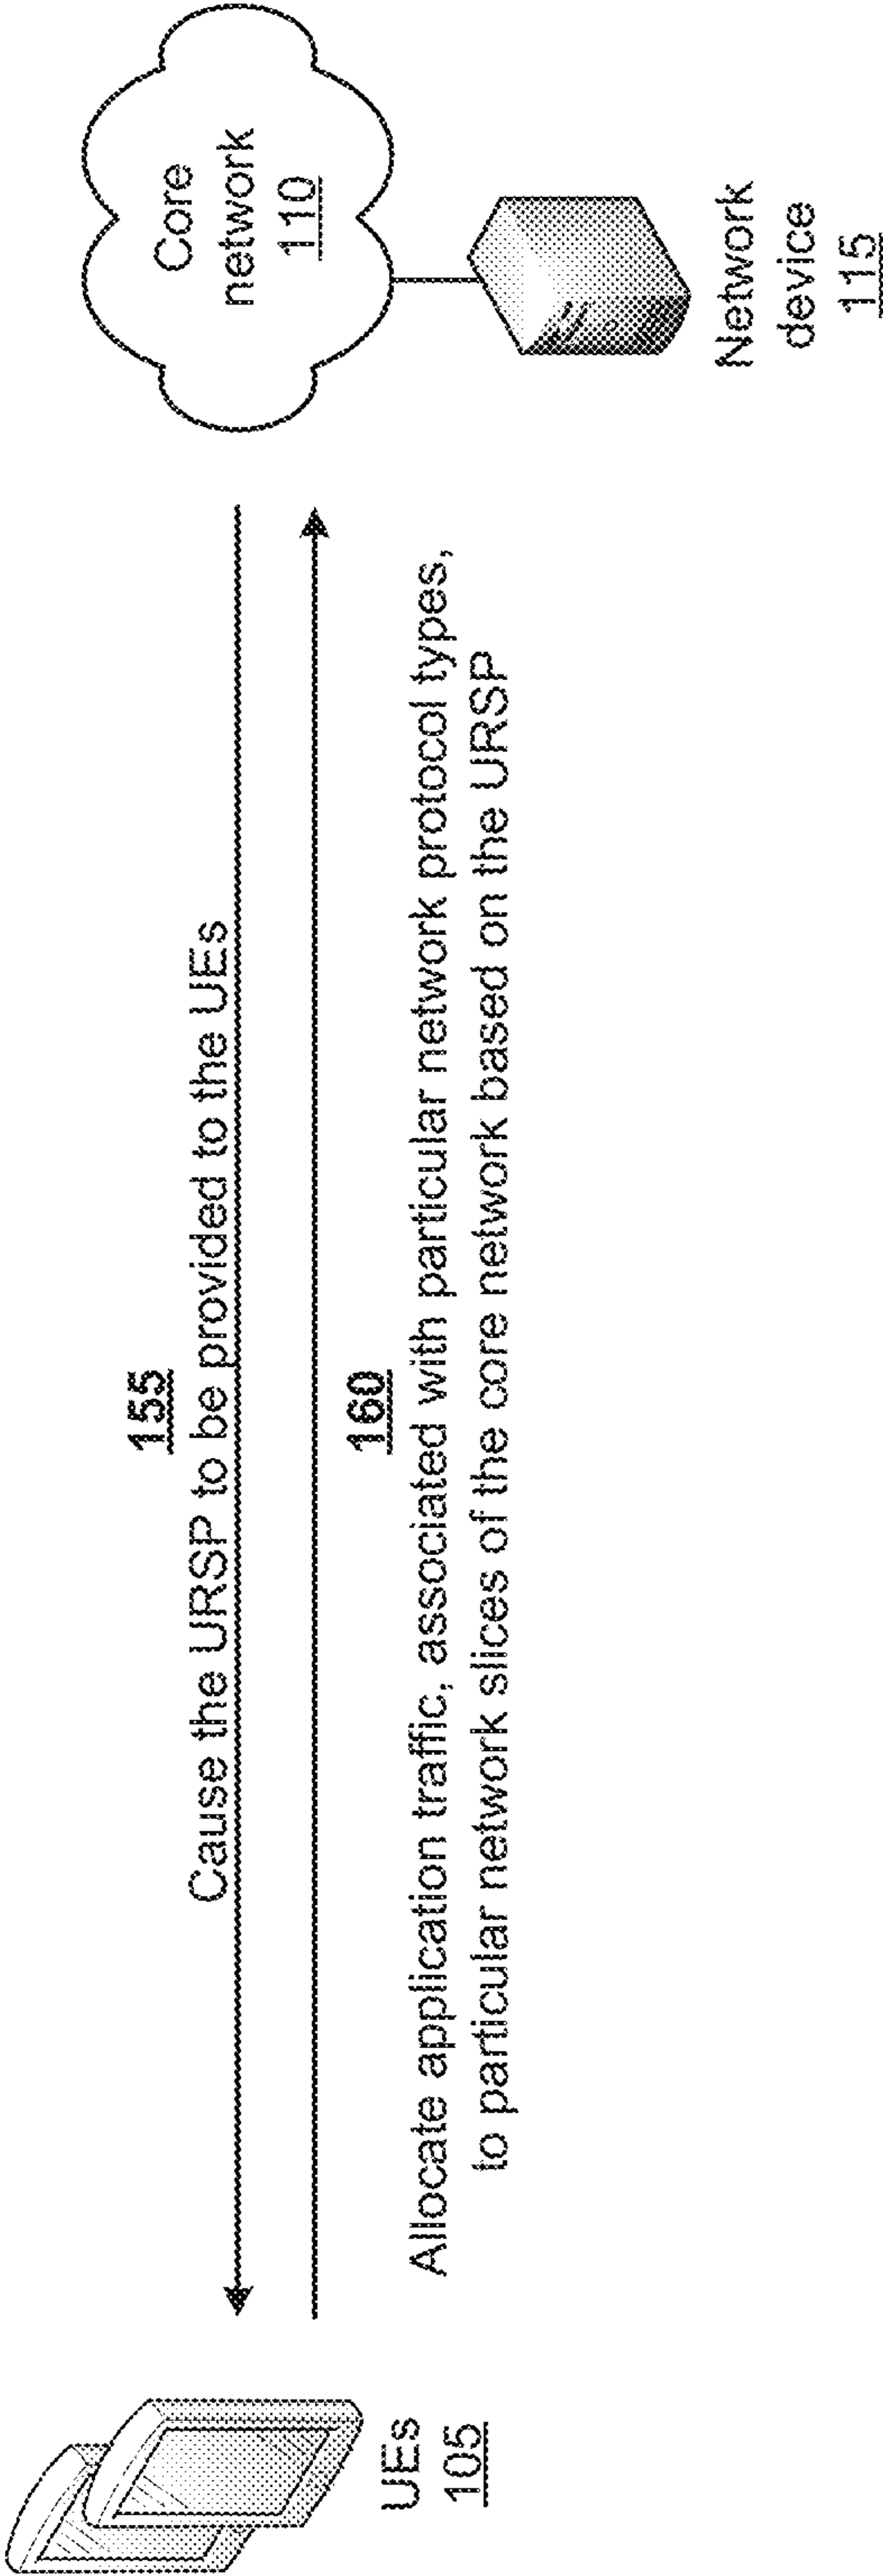 155
Cause the URSP to be provided to the UEs
160
Allocate application traffic, associated with particular network protocol types,
to particular network slices of the core network based on the URSP
UEs
105
Core
network
110
Network
device
115